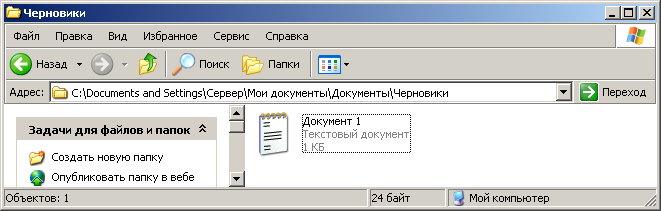 Черновики
Файл Правка Вид Избранное Сервис Справка
Назад Поиск Папки
Адрес: C:\Documents and Settings\Сервер\Мои документы\Документы\Черновики Переход
Задачи для файлов и папок
Создать новую папку
Опубликовать папку в вебе
Документ 1
Текстовый документ
1 КБ
Объектов: 1 24 байт Мой компьютер